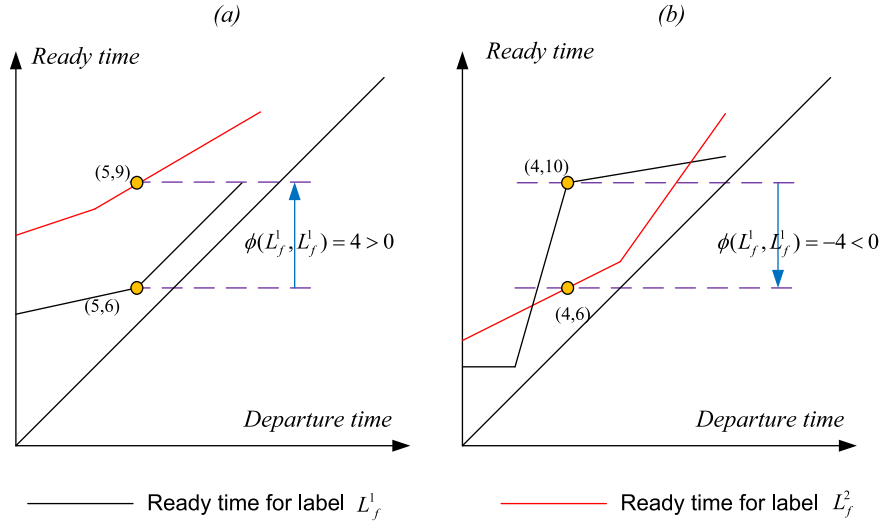 (a)
Ready time
(5,9)
ϕ(L_f^1, L_f^1) = 4 > 0
(5,6)
Departure time
(b)
Ready time
(4,10)
ϕ(L_f^1, L_f^1) = −4 < 0
(4,6)
Departure time
Ready time for label L_f^1
Ready time for label L_f^2